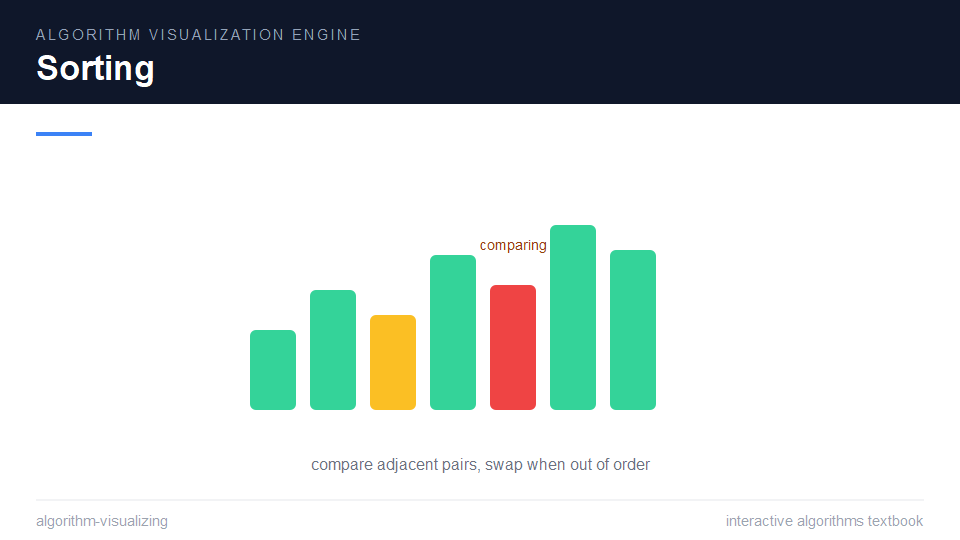 ALGORITHM VISUALIZATION ENGINE
Sorting
comparing
compare adjacent pairs, swap when out of order
algorithm-visualizing
interactive algorithms textbook